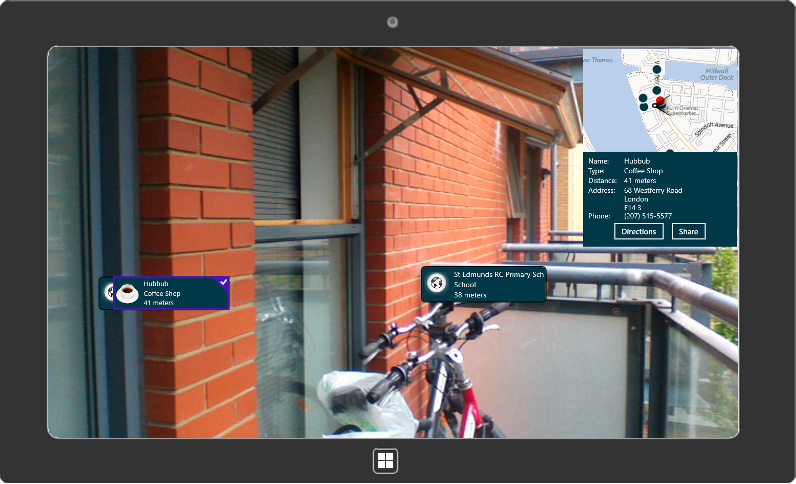 Hubbub
Coffee Shop
41 meters
St Edmunds RC Primary Sch
School
38 meters
Millwall
Outer Dock
Name: Hubbub
Type: Coffee Shop
Distance: 41 meters
Address: 68 Westferry Road
London
E14 3
Phone: (207) 515-5577
Directions Share